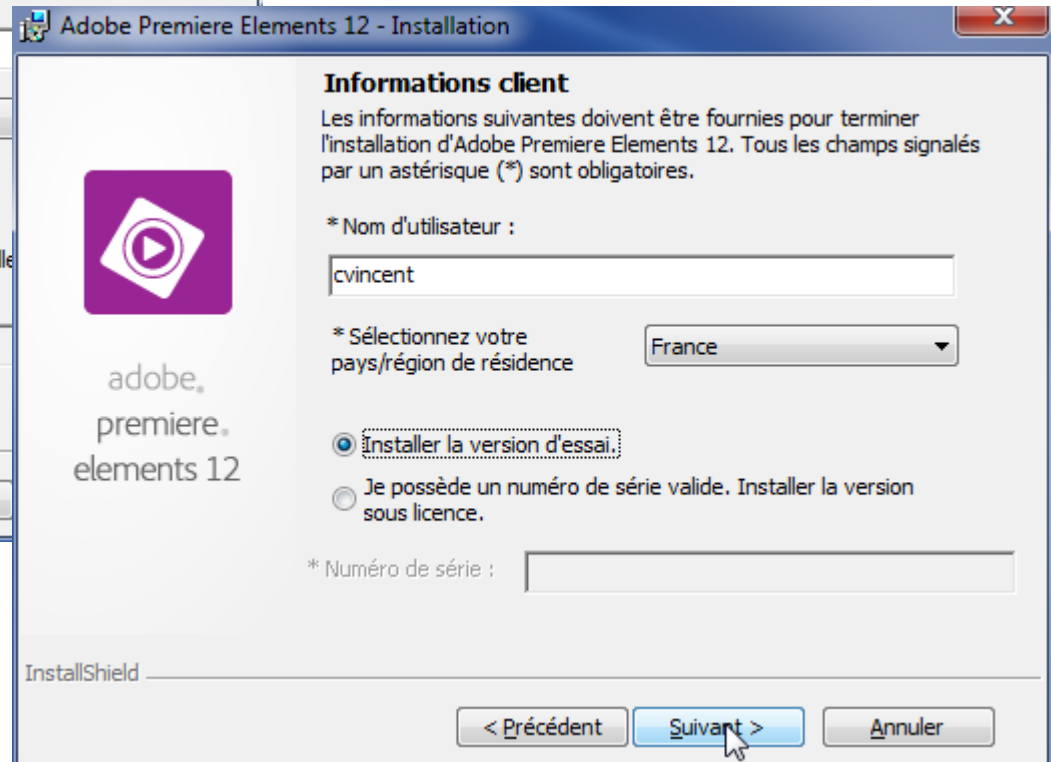 Adobe Premiere Elements 12 - Installation
Informations client
Les informations suivantes doivent être fournies pour terminer
l'installation d'Adobe Premiere Elements 12. Tous les champs signalés
par un astérisque (*) sont obligatoires.
* Nom d'utilisateur :
cvincent
* Sélectionnez votre
pays/région de résidence
France
adobe.
premiere.
elements 12
Installer la version d'essai.
Je possède un numéro de série valide. Installer la version
sous licence.
* Numéro de série :
InstallShield
< Précédent
Suivant >
Annuler